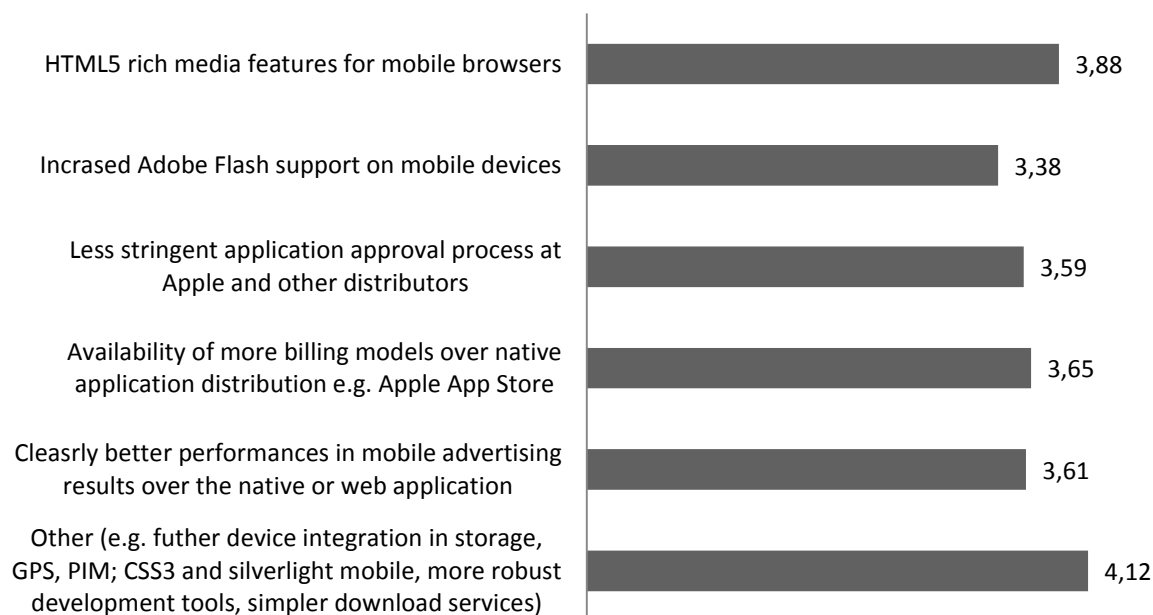 HTML5 rich media features for mobile browsers
3,88
Incrased Adobe Flash support on mobile devices
3,38
Less stringent application approval process at
Apple and other distributors
3,59
Availability of more billing models over native
application distribution e.g. Apple App Store
3,65
Cleasrly better performances in mobile advertising
results over the native or web application
3,61
Other (e.g. futher device integration in storage,
GPS, PIM; CSS3 and silverlight mobile, more robust
development tools, simpler download services)
4,12